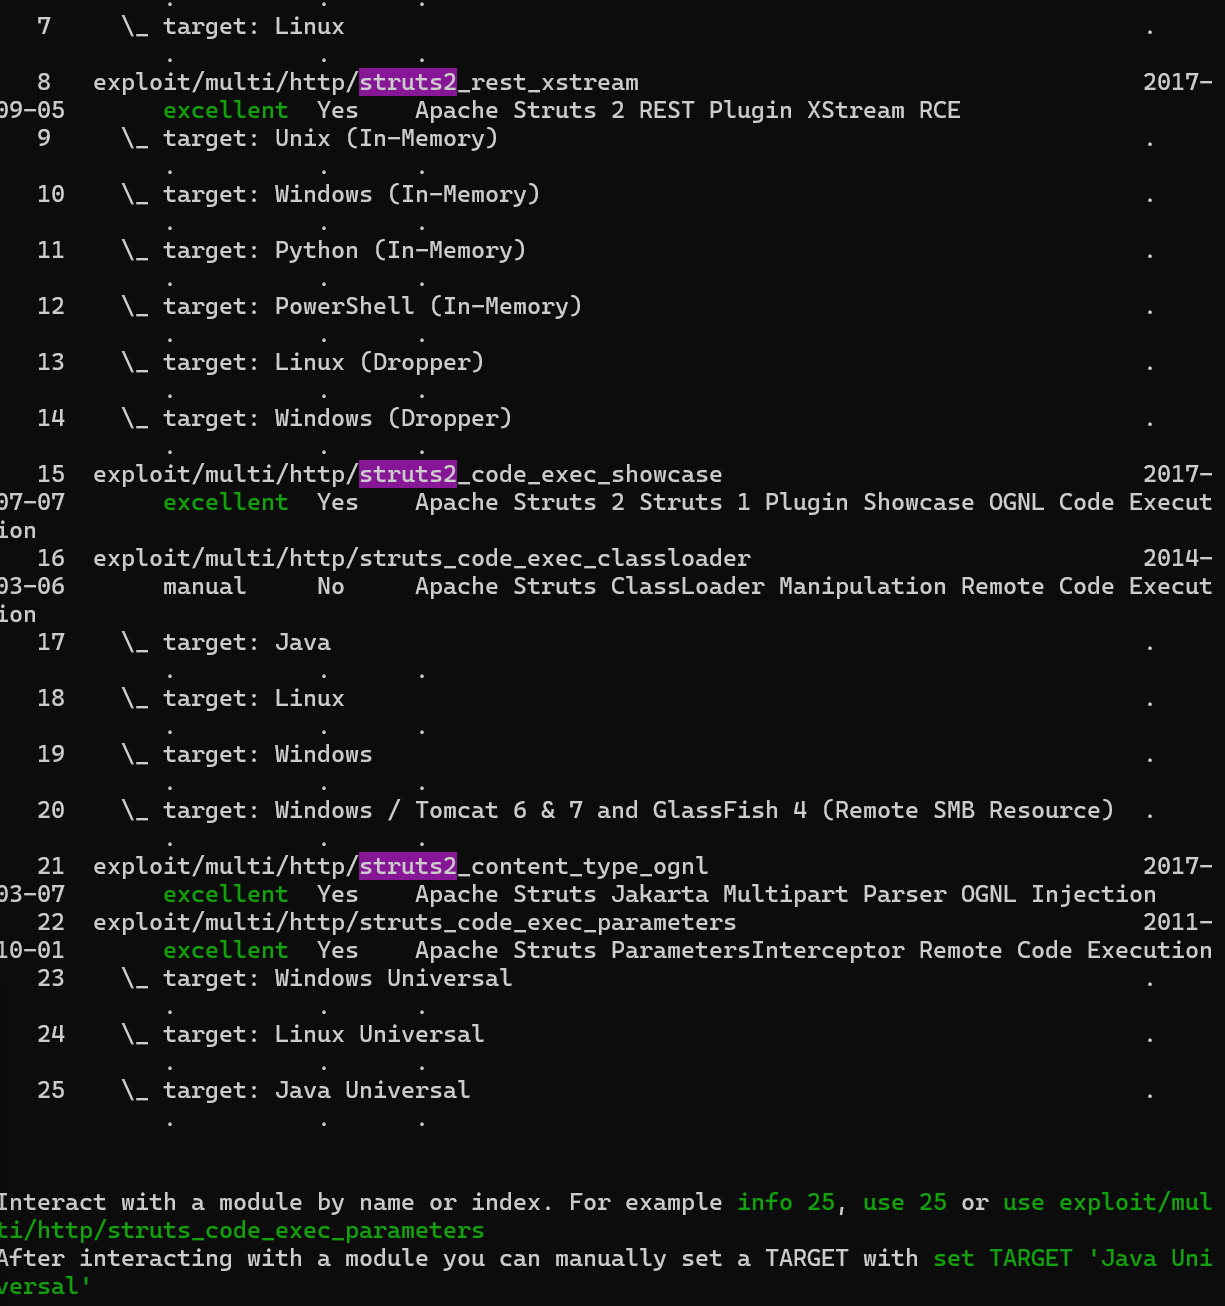 . . .
7 \_ target: Linux .
. . .
8 exploit/multi/http/struts2_rest_xstream 2017-
09-05 excellent Yes Apache Struts 2 REST Plugin XStream RCE
9 \_ target: Unix (In-Memory) .
. . .
10 \_ target: Windows (In-Memory) .
. . .
11 \_ target: Python (In-Memory) .
. . .
12 \_ target: PowerShell (In-Memory) .
. . .
13 \_ target: Linux (Dropper) .
. . .
14 \_ target: Windows (Dropper) .
. . .
15 exploit/multi/http/struts2_code_exec_showcase 2017-
07-07 excellent Yes Apache Struts 2 Struts 1 Plugin Showcase OGNL Code Execut
ion
16 exploit/multi/http/struts_code_exec_classloader 2014-
03-06 manual No Apache Struts ClassLoader Manipulation Remote Code Execut
ion
17 \_ target: Java .
. . .
18 \_ target: Linux .
. . .
19 \_ target: Windows .
. . .
20 \_ target: Windows / Tomcat 6 & 7 and GlassFish 4 (Remote SMB Resource) .
. . .
21 exploit/multi/http/struts2_content_type_ognl 2017-
03-07 excellent Yes Apache Struts Jakarta Multipart Parser OGNL Injection
22 exploit/multi/http/struts_code_exec_parameters 2011-
10-01 excellent Yes Apache Struts ParametersInterceptor Remote Code Execution
23 \_ target: Windows Universal .
. . .
24 \_ target: Linux Universal .
. . .
25 \_ target: Java Universal .
. . .
Interact with a module by name or index. For example info 25, use 25 or use exploit/mul
ti/http/struts_code_exec_parameters
After interacting with a module you can manually set a TARGET with set TARGET 'Java Uni
versal'